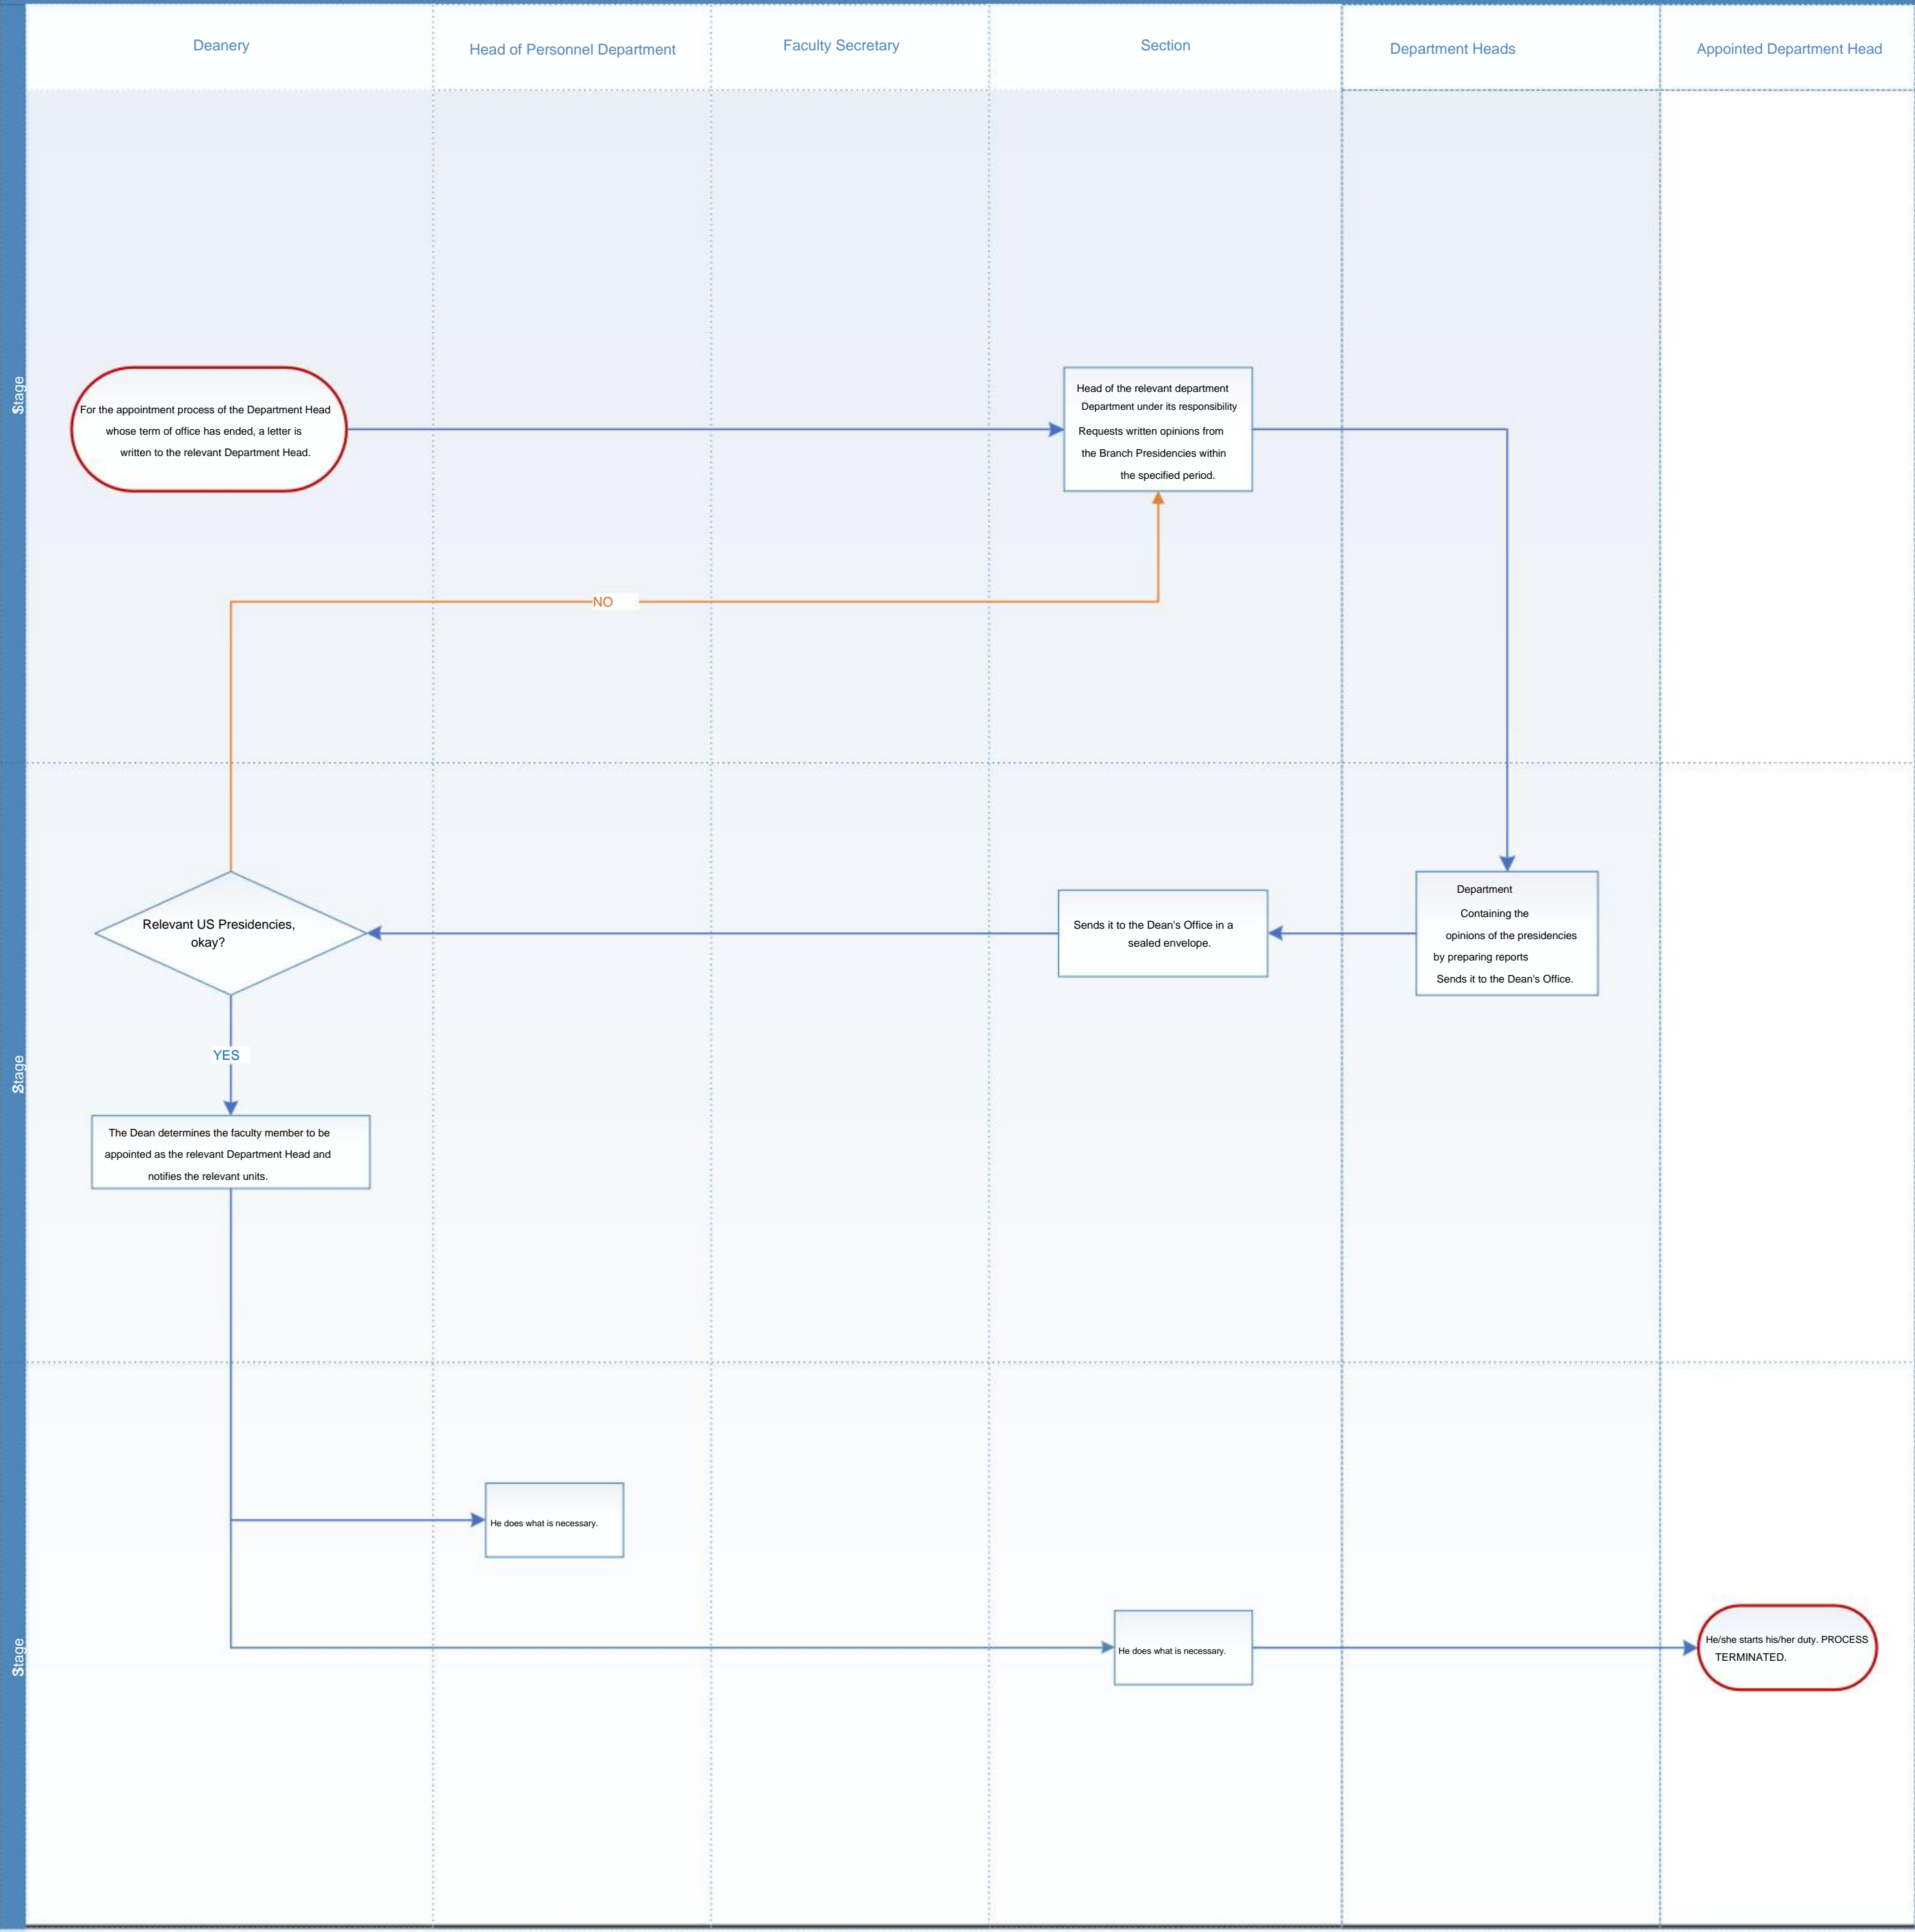 Deanery
Head of Personnel Department
Faculty Secretary
Section
Department Heads
Appointed Department Head
Stage
For the appointment process of the Department Head
whose term of office has ended, a letter is
written to the relevant Department Head.
Head of the relevant department
Department under its responsibility
Requests written opinions from
the Branch Presidencies within
the specified period.
NO
Stage
Relevant US Presidencies,
okay?
Sends it to the Dean's Office in a
sealed envelope.
Department
Containing the
opinions of the presidencies
by preparing reports
Sends it to the Dean's Office.
YES
The Dean determines the faculty member to be
appointed as the relevant Department Head and
notifies the relevant units.
Stage
He does what is necessary.
He does what is necessary.
He/she starts his/her duty. PROCESS
TERMINATED.